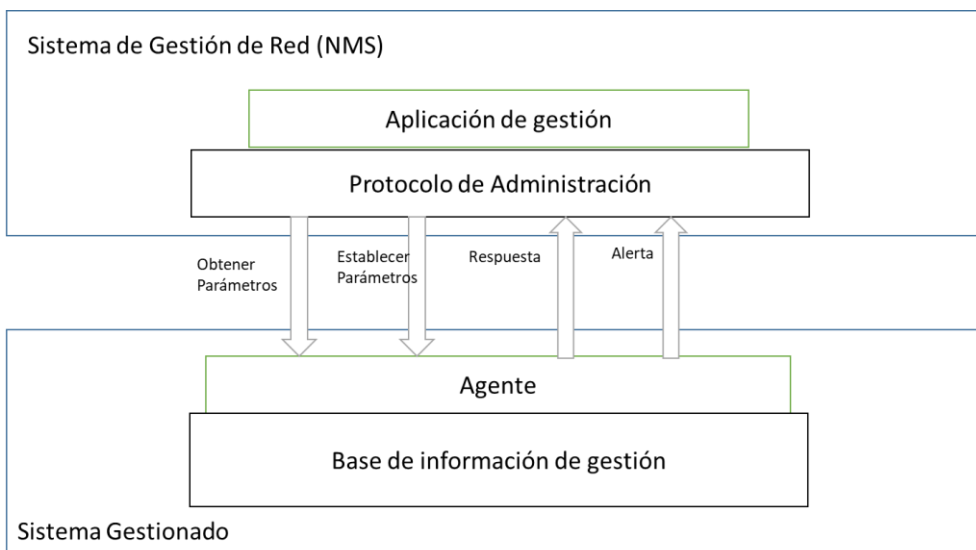 Sistema de Gestión de Red (NMS)
Aplicación de gestión
Protocolo de Administración
Obtener
Parámetros
Establecer
Parámetros
Respuesta
Alerta
Agente
Base de información de gestión
Sistema Gestionado